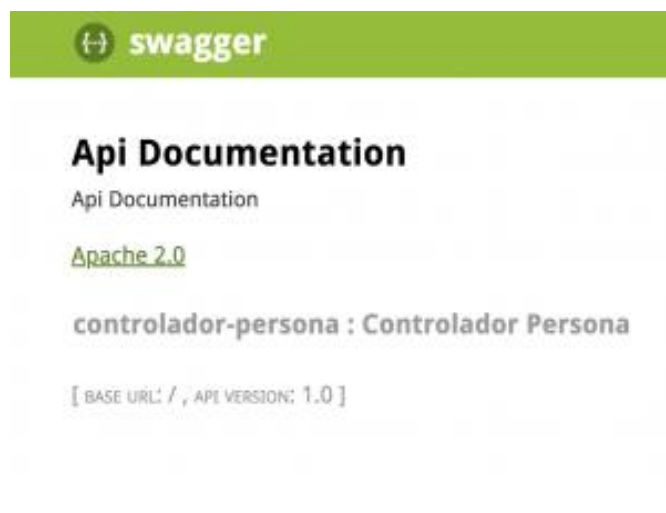 {··} swagger
Api Documentation
Api Documentation
Apache 2.0
controlador-persona : Controlador Persona
[ BASE URL: / , API VERSION: 1.0 ]